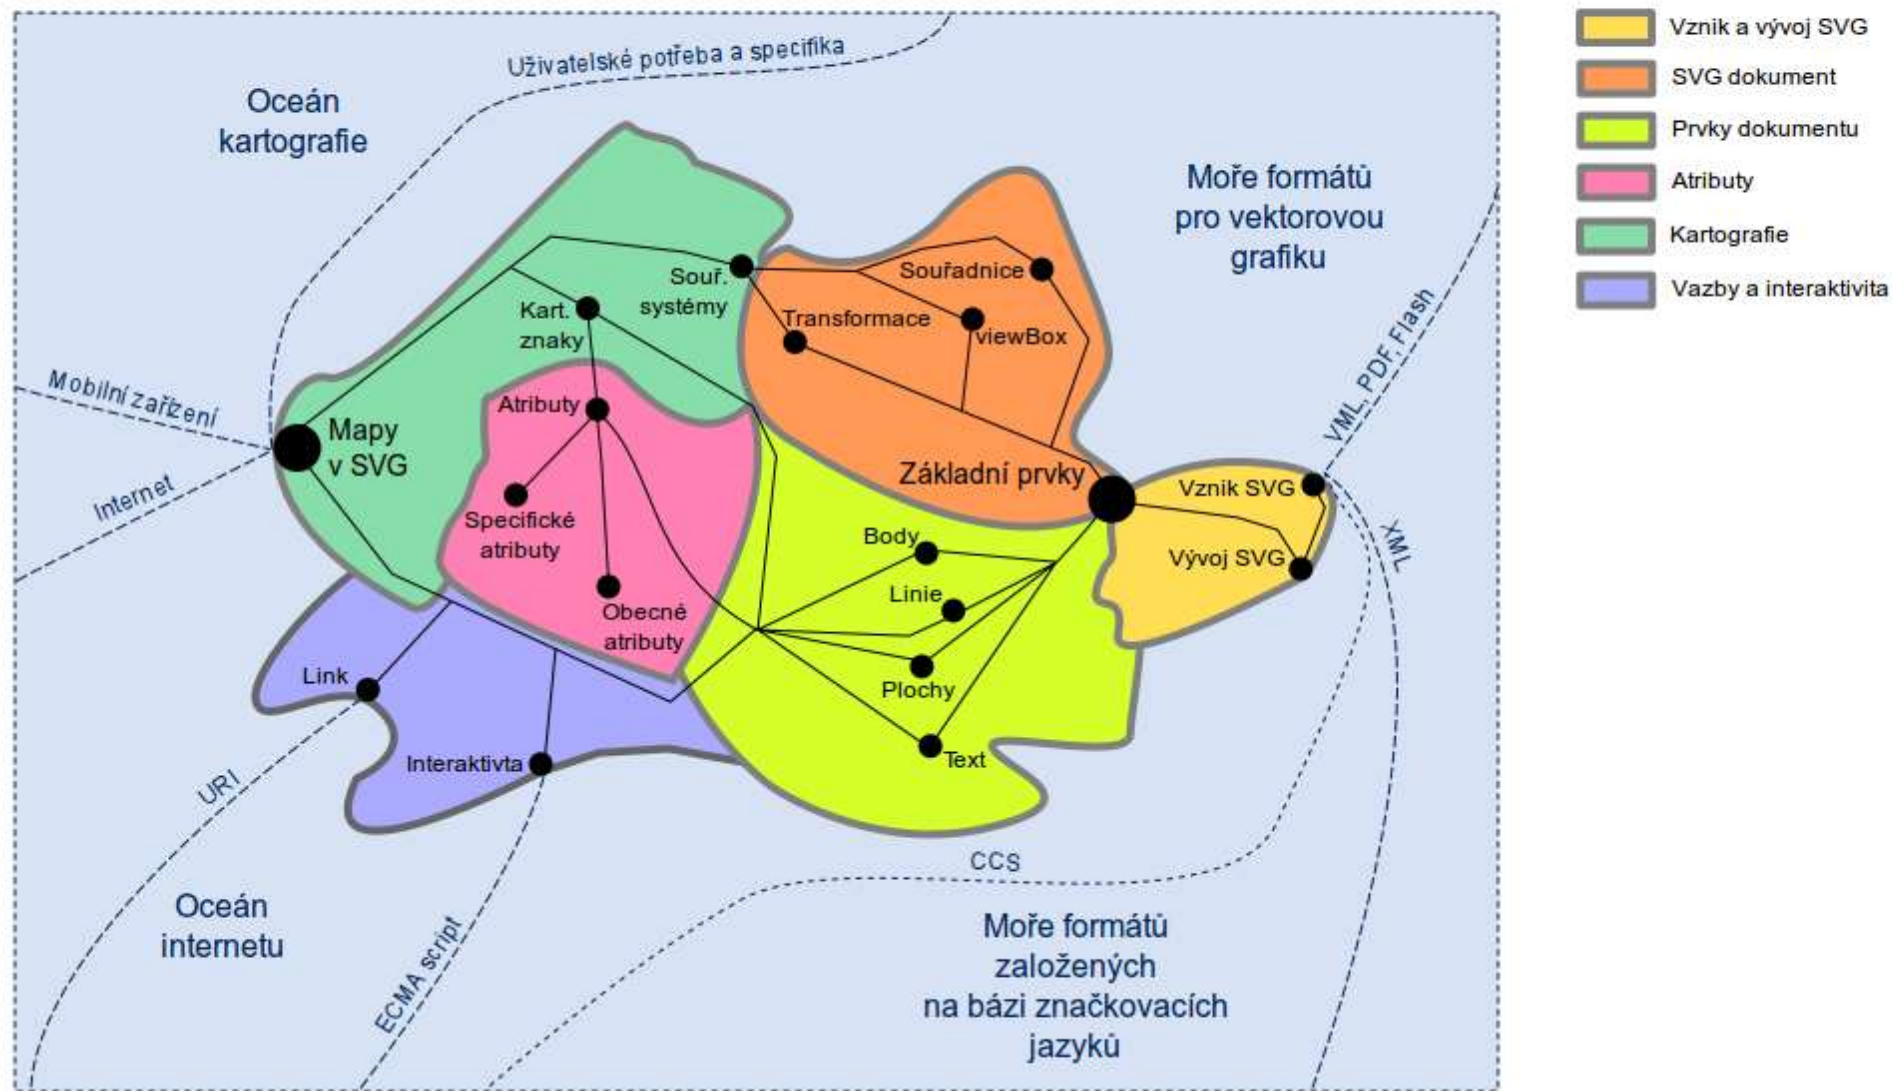 Uživatelské potřeba a specifika
Oceán
kartografie
Moře formátů
pro vektorovou
grafiku
Souř.
systémy
Souřadnice
Kart.
znaky
Transformace
viewBox
Mobilní zařízení
Atributy
Mapy
v SVG
VML, PDF, Flash
Internet
Základní prvky
Vznik SVG
Specifické
atributy
Body
XML
Vývoj SVG
Linie
Obecné
atributy
Link
Plochy
Interaktivta
Text
URI
CCS
Oceán
internetu
ECMA script
Moře formátů
založených
na bázi značkovacích
jazyků
Vznik a vývoj SVG
SVG dokument
Prvky dokumentu
Atributy
Kartografie
Vazby a interaktivita